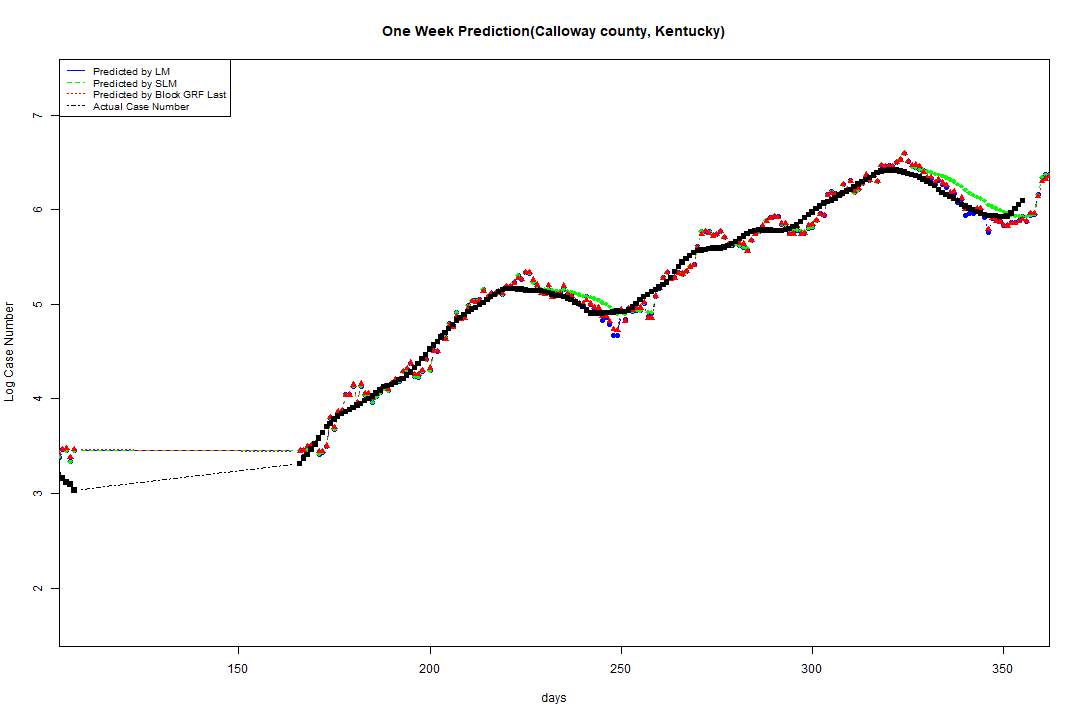 One Week Prediction(Calloway county, Kentucky)
Predicted by LM
Predicted by SLM
Predicted by Block GRF Last
Actual Case Number
7
6
5
4
3
2
Log Case Number
150 200 250 300 350
days